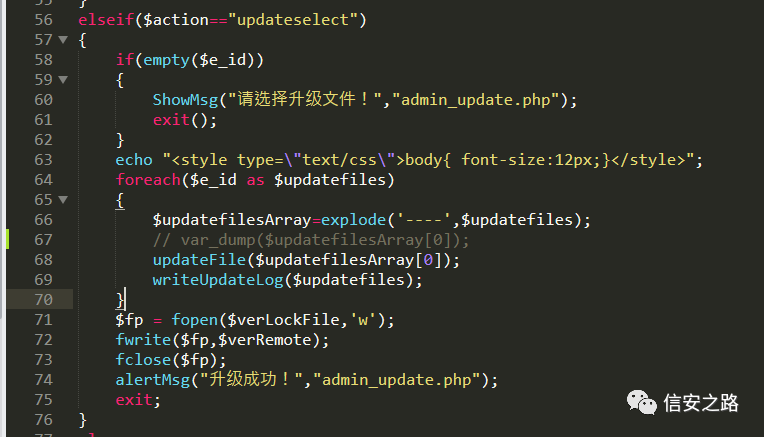 56 elseif($action=="updateselect")
57 {
58 if(empty($e_id))
59 {
60 ShowMsg("请选择升级文件！","admin_update.php");
61 exit();
62 }
63 echo "<style type=\"text/css\">body{ font-size:12px;}</style>";
64 foreach($e_id as $updatefiles)
65 {
66 $updatefilesArray=explode('----',$updatefiles);
67 // var_dump($updatefilesArray[0]);
68 updateFile($updatefilesArray[0]);
69 writeUpdateLog($updatefiles);
70 }
71 $fp = fopen($verLockFile,'w');
72 fwrite($fp,$verRemote);
73 fclose($fp);
74 alertMsg("升级成功！","admin_update.php");
75 exit;
76 }
信安之路